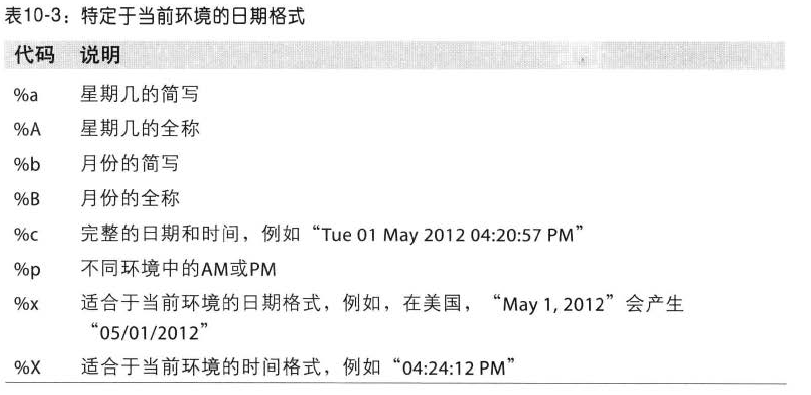 表10-3：特定于当前环境的日期格式
代码 说明
%a 星期几的简写
%A 星期几的全称
%b 月份的简写
%B 月份的全称
%c 完整的日期和时间，例如“Tue 01 May 2012 04:20:57 PM”
%p 不同环境中的AM或PM
%x 适合于当前环境的日期格式，例如，在美国，“May 1, 2012”会产生
“05/01/2012”
%X 适合于当前环境的时间格式，例如“04:24:12 PM”